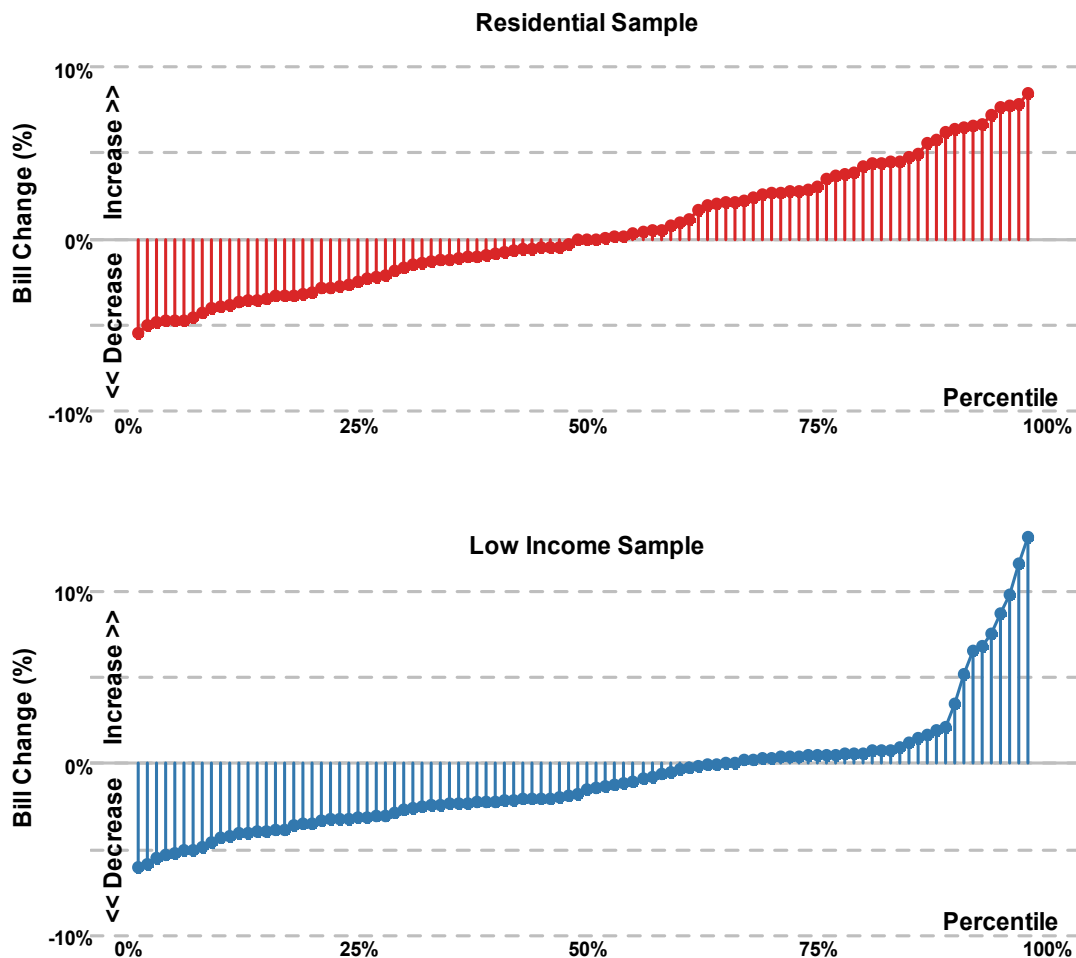 Residential Sample
10%
0%
-10%
Bill Change (%)
<< Decrease    Increase >>
Percentile
0% 25% 50% 75% 100%
Low Income Sample
10%
0%
-10%
Bill Change (%)
<< Decrease    Increase >>
Percentile
0% 25% 50% 75% 100%